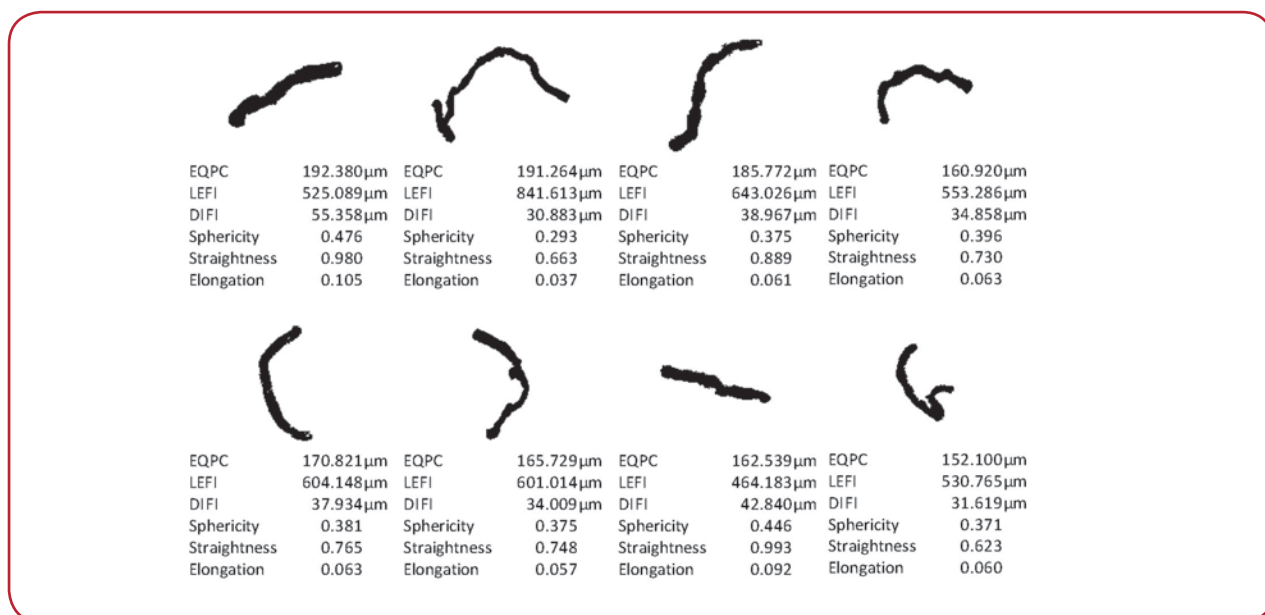 EQPC 192.380µm EQPC 191.264µm EQPC 185.772µm EQPC 160.920µm
LEFI 525.089µm LEFI 841.613µm LEFI 643.026µm LEFI 553.286µm
DIFI 55.358µm DIFI 30.883µm DIFI 38.967µm DIFI 34.858µm
Sphericity 0.476 Sphericity 0.293 Sphericity 0.375 Sphericity 0.396
Straightness 0.980 Straightness 0.663 Straightness 0.889 Straightness 0.730
Elongation 0.105 Elongation 0.037 Elongation 0.061 Elongation 0.063
EQPC 170.821µm EQPC 165.729µm EQPC 162.539µm EQPC 152.100µm
LEFI 604.148µm LEFI 601.014µm LEFI 464.183µm LEFI 530.765µm
DIFI 37.934µm DIFI 34.009µm DIFI 42.840µm DIFI 31.619µm
Sphericity 0.381 Sphericity 0.375 Sphericity 0.446 Sphericity 0.371
Straightness 0.765 Straightness 0.748 Straightness 0.993 Straightness 0.623
Elongation 0.063 Elongation 0.057 Elongation 0.092 Elongation 0.060